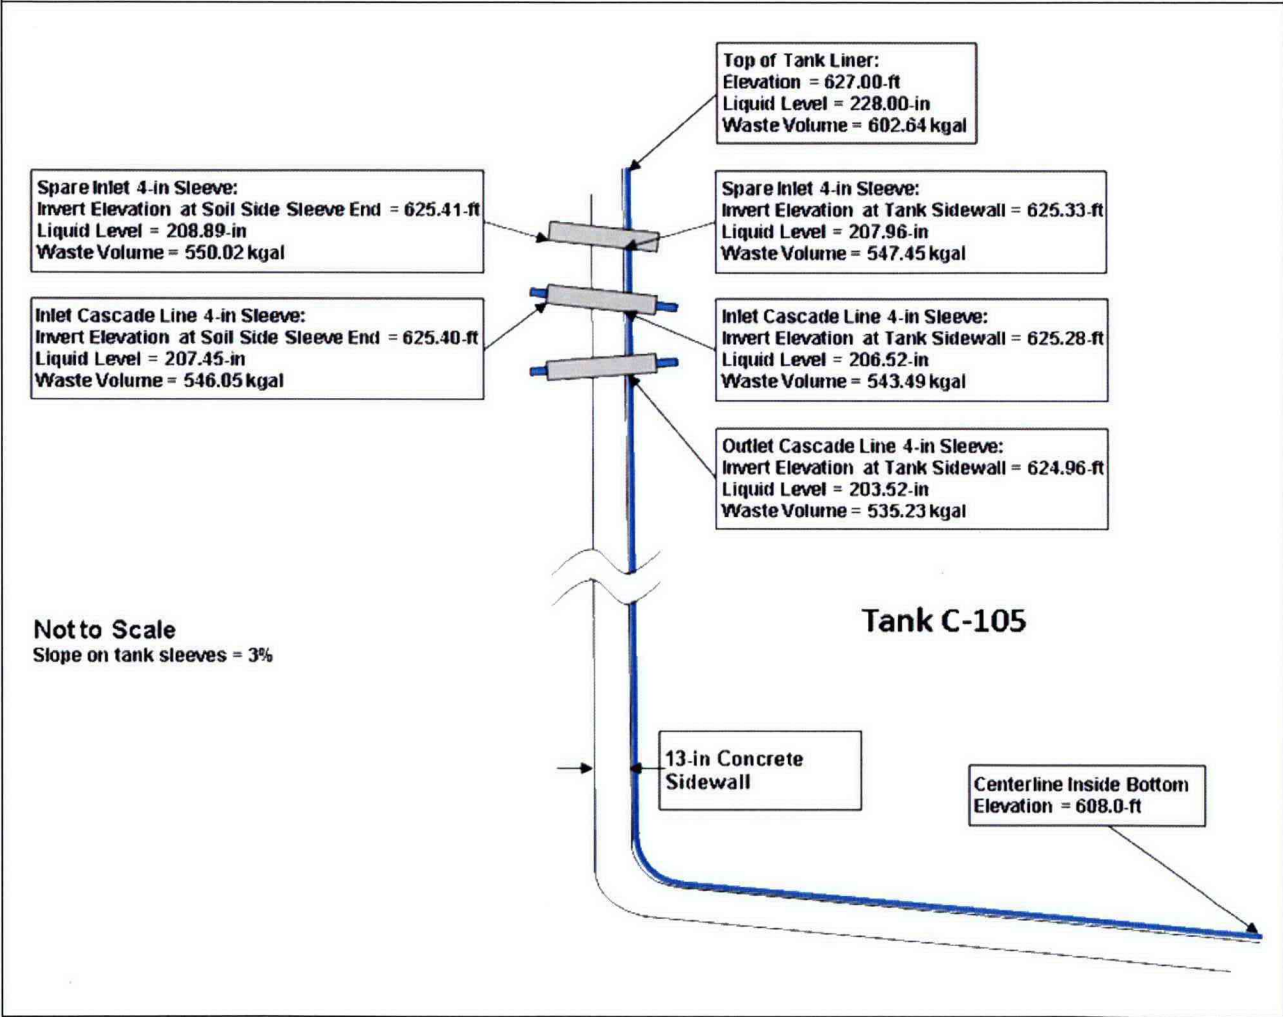 Top of Tank Liner:
Elevation = 627.00-ft
Liquid Level = 228.00-in
Waste Volume = 602.64 kgal
Spare Inlet 4-in Sleeve:
Invert Elevation at Soil Side Sleeve End = 625.41-ft
Liquid Level = 208.89-in
Waste Volume = 550.02 kgal
Spare Inlet 4-in Sleeve:
Invert Elevation at Tank Sidewall = 625.33-ft
Liquid Level = 207.96-in
Waste Volume = 547.45 kgal
Inlet Cascade Line 4-in Sleeve:
Invert Elevation at Soil Side Sleeve End = 625.40-ft
Liquid Level = 207.45-in
Waste Volume = 546.05 kgal
Inlet Cascade Line 4-in Sleeve:
Invert Elevation at Tank Sidewall = 625.28-ft
Liquid Level = 206.52-in
Waste Volume = 543.49 kgal
Outlet Cascade Line 4-in Sleeve:
Invert Elevation at Tank Sidewall = 624.96-ft
Liquid Level = 203.52-in
Waste Volume = 535.23 kgal
Not to Scale
Slope on tank sleeves = 3%
Tank C-105
13-in Concrete
Sidewall
Centerline Inside Bottom
Elevation = 608.0-ft